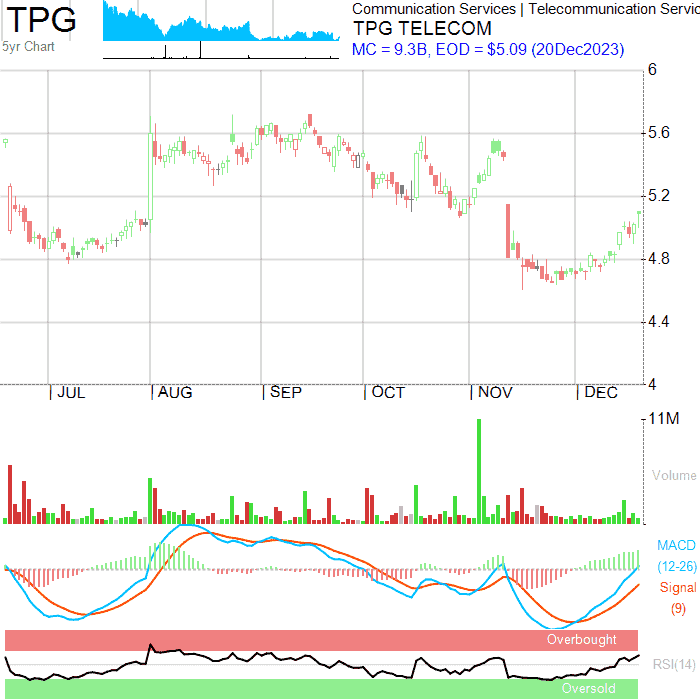 TPG
5yr Chart
Communication Services | Telecommunication Servic
TPG TELECOM
MC = 9.3B, EOD = $5.09 (20Dec2023)
6
5.6
5.2
4.8
4.4
4
JUL AUG SEP OCT NOV DEC
11M
Volume
MACD
(12-26)
Signal
(9)
Overbought
RSI(14)
Oversold